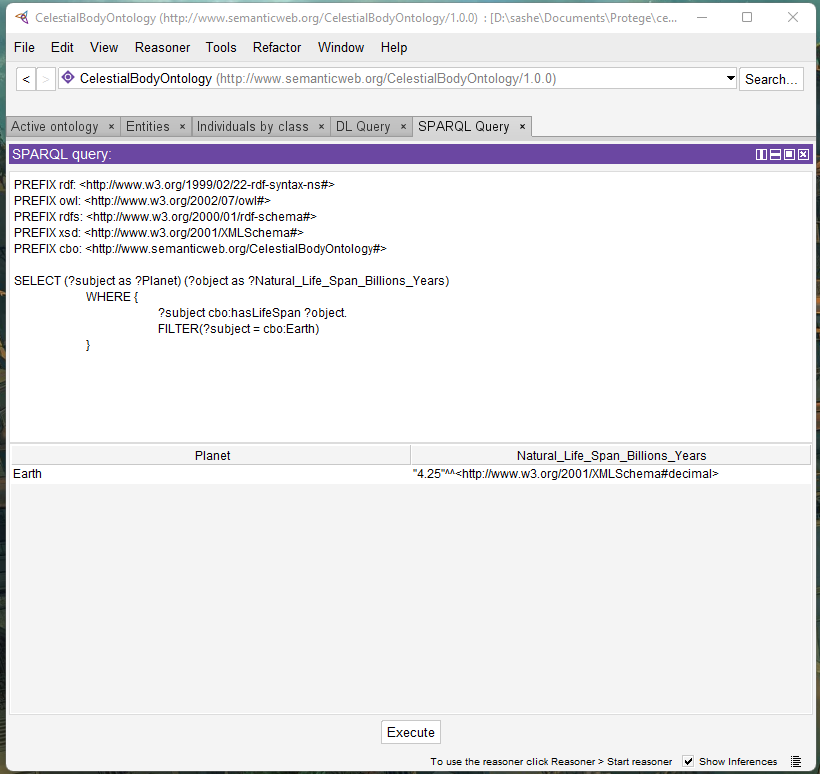 CelestialBodyOntology (http://www.semanticweb.org/CelestialBodyOntology/1.0.0) : [D:\sashe\Documents\Protege\ce...
File Edit View Reasoner Tools Refactor Window Help
< > CelestialBodyOntology (http://www.semanticweb.org/CelestialBodyOntology/1.0.0) Search...
Active ontology × Entities × Individuals by class × DL Query × SPARQL Query ×
SPARQL query:
PREFIX rdf: <http://www.w3.org/1999/02/22-rdf-syntax-ns#>
PREFIX owl: <http://www.w3.org/2002/07/owl#>
PREFIX rdfs: <http://www.w3.org/2000/01/rdf-schema#>
PREFIX xsd: <http://www.w3.org/2001/XMLSchema#>
PREFIX cbo: <http://www.semanticweb.org/CelestialBodyOntology#>
SELECT (?subject as ?Planet) (?object as ?Natural_Life_Span_Billions_Years)
WHERE {
?subject cbo:hasLifeSpan ?object.
FILTER(?subject = cbo:Earth)
}
Planet Natural_Life_Span_Billions_Years
Earth "4.25"^^<http://www.w3.org/2001/XMLSchema#decimal>
Execute
To use the reasoner click Reasoner > Start reasoner Show Inferences